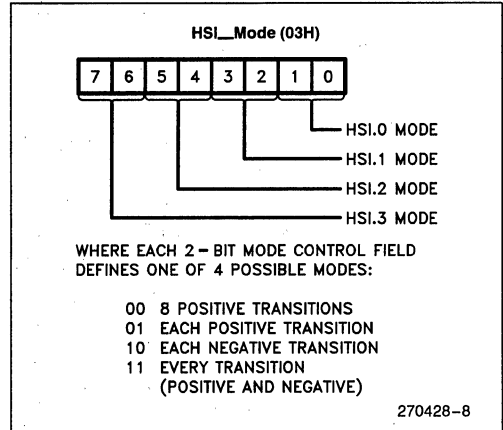 HSI_Mode (03H)
7 6 5 4 3 2 1 0
HSI.0 MODE
HSI.1 MODE
HSI.2 MODE
HSI.3 MODE
WHERE EACH 2-BIT MODE CONTROL FIELD
DEFINES ONE OF 4 POSSIBLE MODES:
00 8 POSITIVE TRANSITIONS
01 EACH POSITIVE TRANSITION
10 EACH NEGATIVE TRANSITION
11 EVERY TRANSITION
(POSITIVE AND NEGATIVE)
270428-8